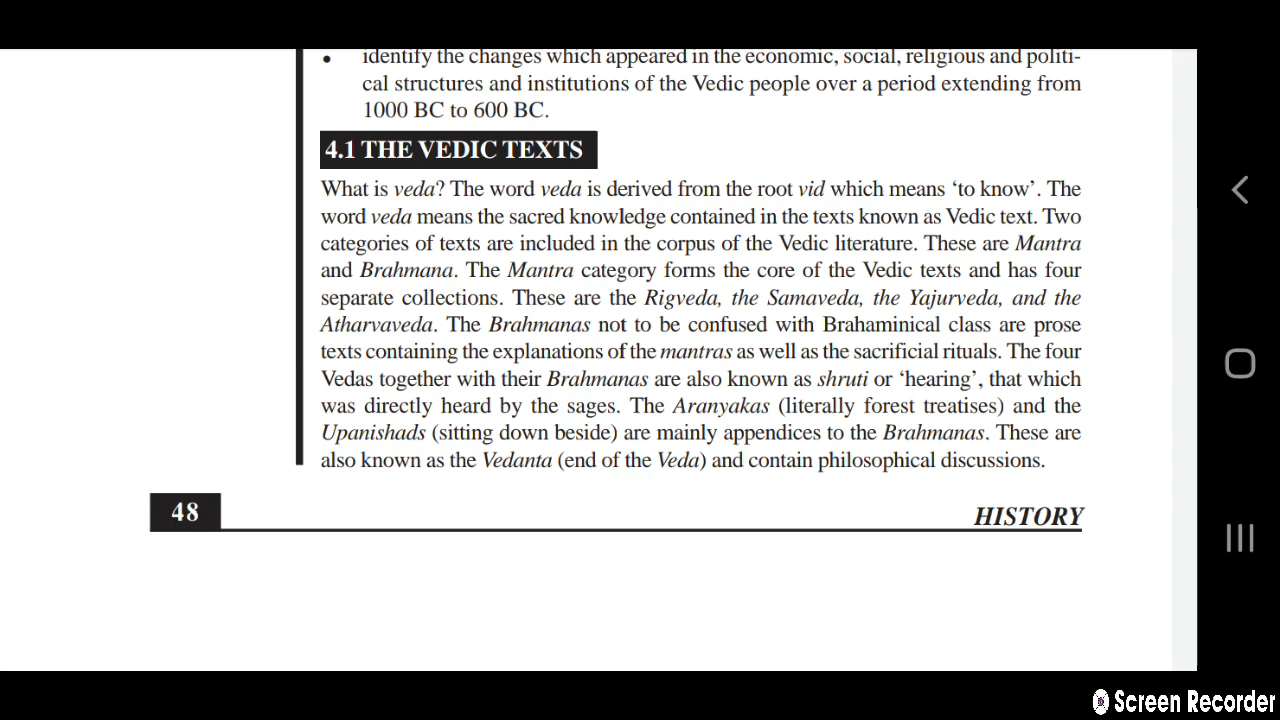 • identify the changes which appeared in the economic, social, religious and politi-
cal structures and institutions of the Vedic people over a period extending from
1000 BC to 600 BC.
4.1 THE VEDIC TEXTS
What is veda? The word veda is derived from the root vid which means ‘to know’. The
word veda means the sacred knowledge contained in the texts known as Vedic text. Two
categories of texts are included in the corpus of the Vedic literature. These are Mantra
and Brahmana. The Mantra category forms the core of the Vedic texts and has four
separate collections. These are the Rigveda, the Samaveda, the Yajurveda, and the
Atharvaveda. The Brahmanas not to be confused with Brahaminical class are prose
texts containing the explanations of the mantras as well as the sacrificial rituals. The four
Vedas together with their Brahmanas are also known as shruti or ‘hearing’, that which
was directly heard by the sages. The Aranyakas (literally forest treatises) and the
Upanishads (sitting down beside) are mainly appendices to the Brahmanas. These are
also known as the Vedanta (end of the Veda) and contain philosophical discussions.
48
HISTORY
Screen Recorder